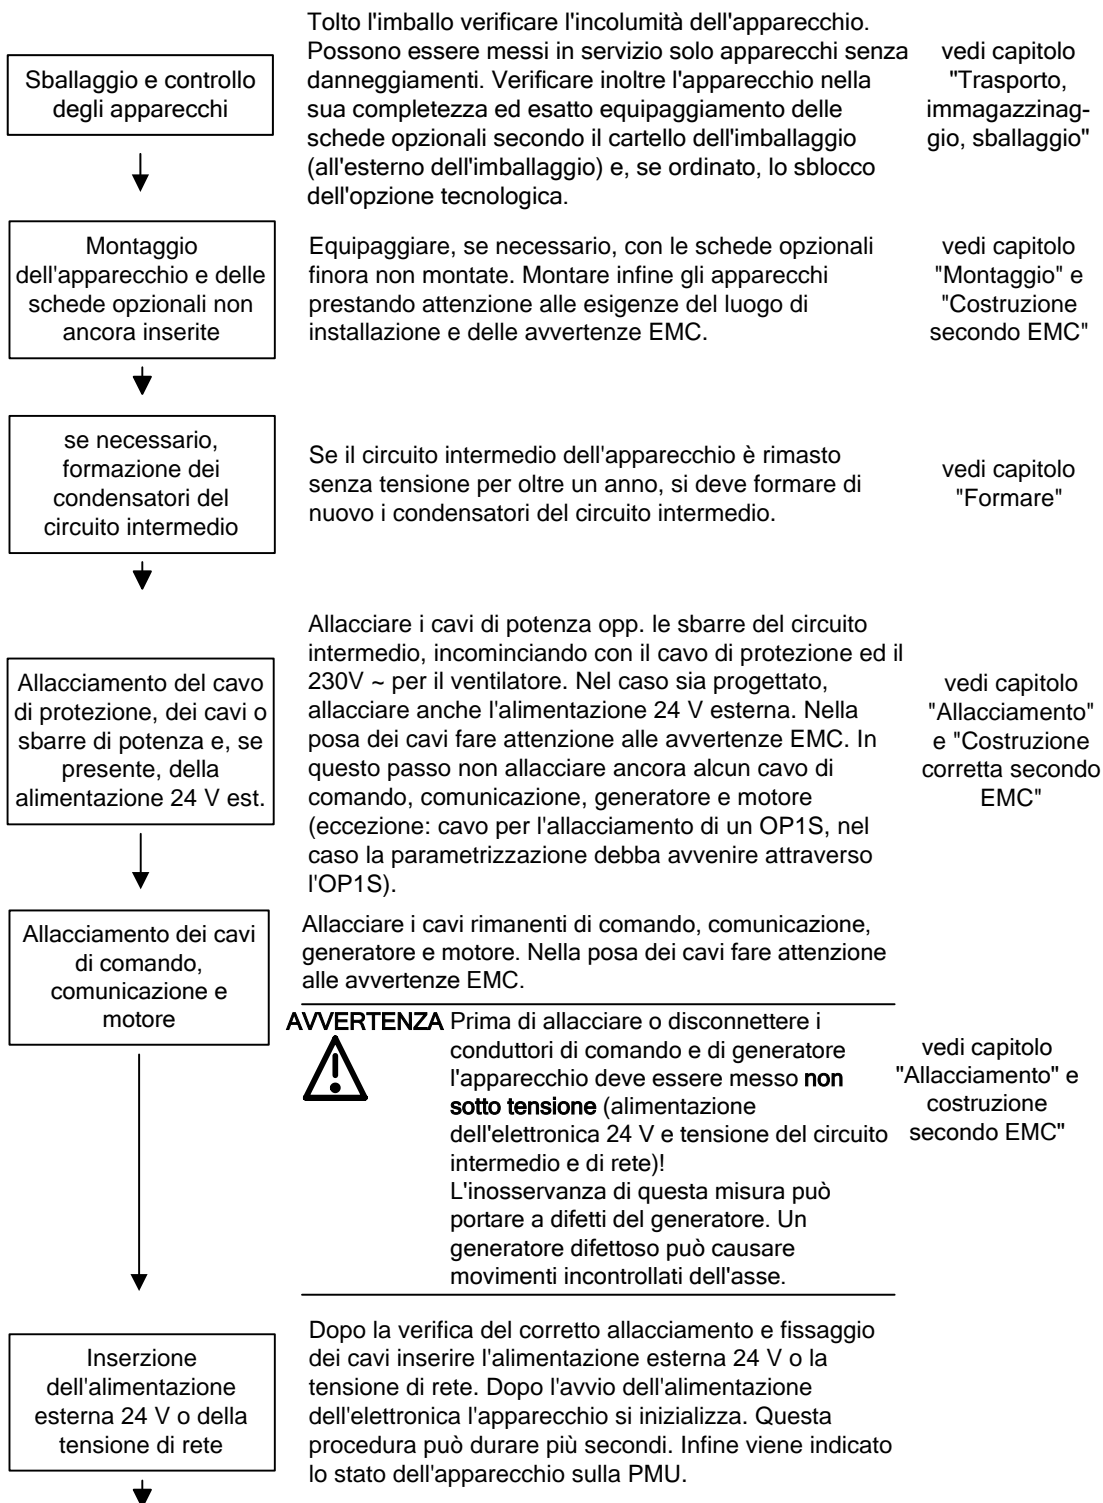 Sballaggio e controllo
degli apparecchi
Tolto l'imballo verificare l'incolumità dell'apparecchio.
Possono essere messi in servizio solo apparecchi senza
danneggiamenti. Verificare inoltre l'apparecchio nella
sua completezza ed esatto equipaggiamento delle
schede opzionali secondo il cartello dell'imballaggio
(all'esterno dell'imballaggio) e, se ordinato, lo sblocco
dell'opzione tecnologica.
vedi capitolo
"Trasporto,
immagazzinag-
gio, sballaggio"
Montaggio
dell'apparecchio e delle
schede opzionali non
ancora inserite
Equipaggiare, se necessario, con le schede opzionali
finora non montate. Montare infine gli apparecchi
prestando attenzione alle esigenze del luogo di
installazione e delle avvertenze EMC.
vedi capitolo
"Montaggio" e
"Costruzione
secondo EMC"
se necessario,
formazione dei
condensatori del
circuito intermedio
Se il circuito intermedio dell'apparecchio è rimasto
senza tensione per oltre un anno, si deve formare di
nuovo i condensatori del circuito intermedio.
vedi capitolo
"Formare"
Allacciamento del cavo
di protezione, dei cavi o
sbarre di potenza e, se
presente, della
alimentazione 24 V est.
Allacciare i cavi di potenza opp. le sbarre del circuito
intermedio, incominciando con il cavo di protezione ed il
230V ~ per il ventilatore. Nel caso sia progettato,
allacciare anche l'alimentazione 24 V esterna. Nella
posa dei cavi fare attenzione alle avvertenze EMC. In
questo passo non allacciare ancora alcun cavo di
comando, comunicazione, generatore e motore
(eccezione: cavo per l'allacciamento di un OP1S, nel
caso la parametrizzazione debba avvenire attraverso
l'OP1S).
vedi capitolo
"Allacciamento"
e "Costruzione
corretta secondo
EMC"
Allacciamento dei cavi
di comando,
comunicazione e
motore
Allacciare i cavi rimanenti di comando, comunicazione,
generatore e motore. Nella posa dei cavi fare attenzione
alle avvertenze EMC.
AVVERTENZA
Prima di allacciare o disconnettere i
conduttori di comando e di generatore
l'apparecchio deve essere messo non
sotto tensione (alimentazione
dell'elettronica 24 V e tensione del circuito
intermedio e di rete)!
L'inosservanza di questa misura può
portare a difetti del generatore. Un
generatore difettoso può causare
movimenti incontrollati dell'asse.
vedi capitolo
"Allacciamento" e
costruzione
secondo EMC"
Inserzione
dell'alimentazione
esterna 24 V o della
tensione di rete
Dopo la verifica del corretto allacciamento e fissaggio
dei cavi inserire l'alimentazione esterna 24 V o la
tensione di rete. Dopo l'avvio dell'alimentazione
dell'elettronica l'apparecchio si inizializza. Questa
procedura può durare più secondi. Infine viene indicato
lo stato dell'apparecchio sulla PMU.